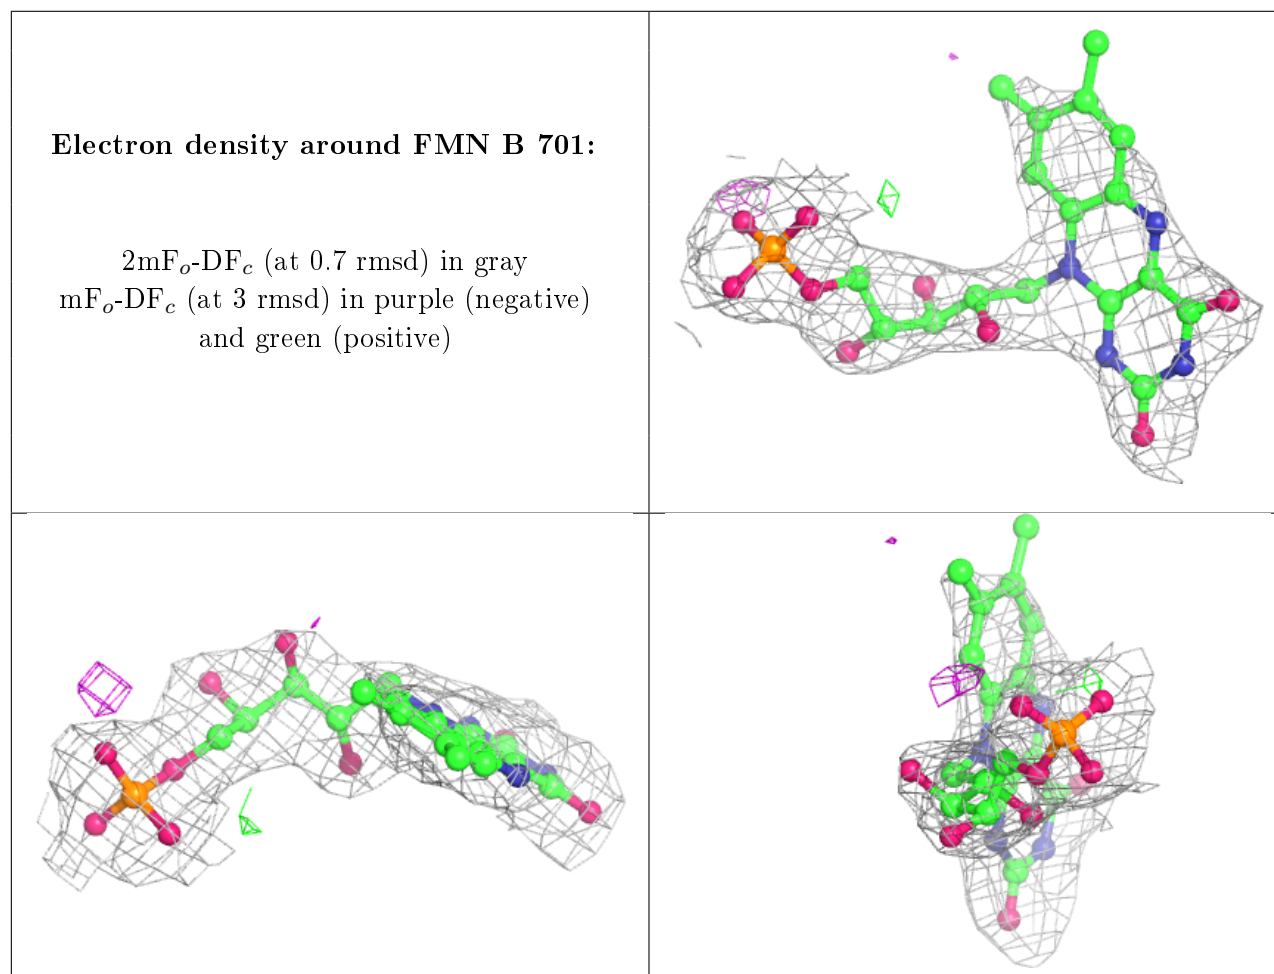 Electron density around FMN B 701:
2mFo-DFc (at 0.7 rmsd) in gray
mFo-DFc (at 3 rmsd) in purple (negative)
and green (positive)